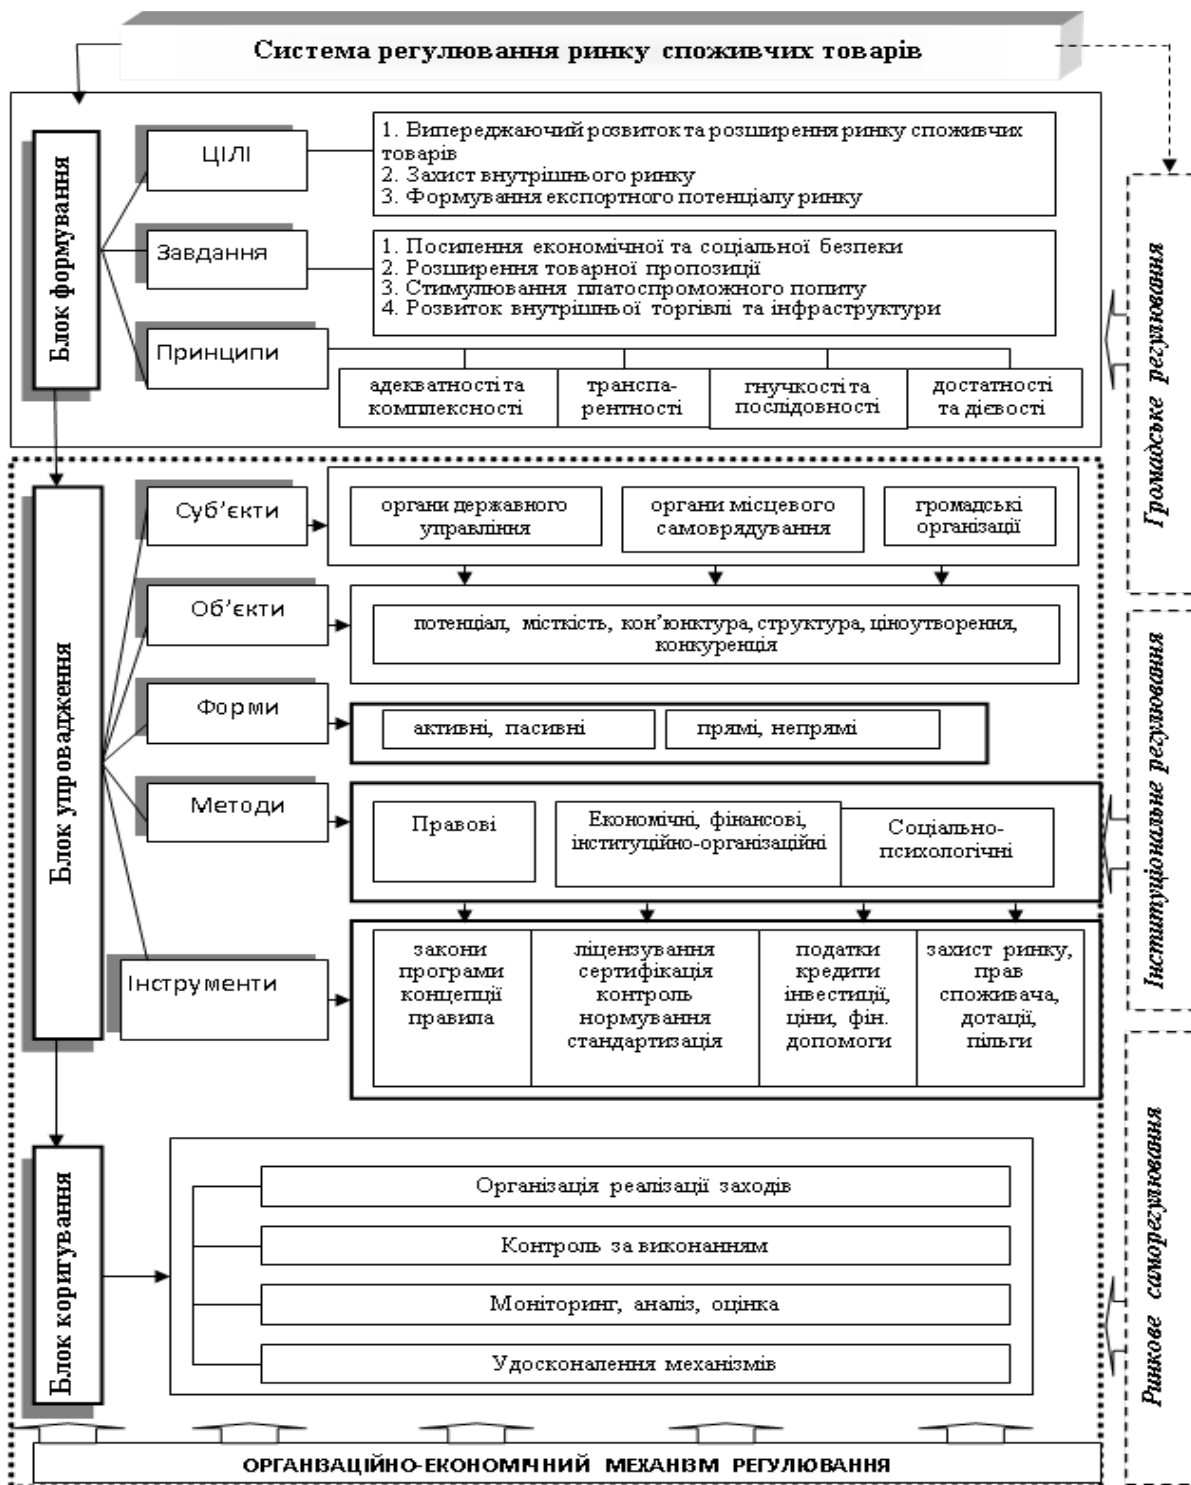 Система регулювання ринку споживчих товарів
Блок формування
ЦІЛІ
1. Випереджаючий розвиток та розширення ринку споживчих
товарів
2. Захист внутрішнього ринку
3. Формування експортного потенціалу ринку
Завдання
1. Посилення економічної та соціальної безпеки
2. Розширення товарної пропозиції
3. Стимулювання платоспроможного попиту
4. Розвиток внутрішньої торгівлі та інфраструктури
Принципи
адекватності та
комплексності
транспа-
рентності
гнучкості та
послідовності
достатності
та дієвості
Громадське регулювання
Блок упровадження
Суб’єкти
органи державного
управління
органи місцевого
самоврядування
громадські
організації
Об’єкти
потенціал, місткість, кон’юнктура, структура, ціноутворення,
конкуренція
Форми
активні, пасивні
прямі, непрямі
Методи
Правові
Економічні, фінансові,
інституційно-організаційні
Соціально-
психологічні
Інструменти
закони
програми
концепції
правила
ліцензування
сертифікація
контроль
нормування
стандартизація
податки
кредити
інвестиції,
ціни, фін.
допомоги
захист ринку,
прав
споживача,
дотації,
пільги
Інституціональне регулювання
Блок коригування
Організація реалізації заходів
Контроль за виконанням
Моніторинг, аналіз, оцінка
Удосконалення механізмів
Ринкове саморегулювання
ОРГАНІЗАЦІЙНО-ЕКОНОМІЧНИЙ МЕХАНІЗМ РЕГУЛЮВАННЯ